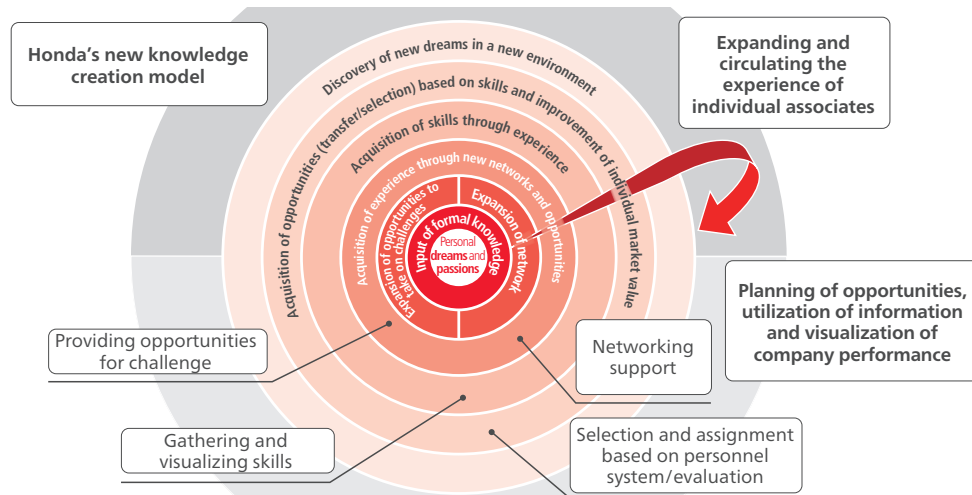 Honda’s new knowledge
creation model
Expanding and
circulating the
experience of
individual associates
Discovery of new dreams in a new environment
Acquisition of opportunities (transfer/selection) based on skills and improvement of individual market value
Acquisition of skills through experience
Acquisition of experience through new networks and opportunities
Expansion of opportunities to
take on challenges
Expansion of network
Input of formal knowledge
Personal
dreams and
passions
Planning of opportunities,
utilization of information
and visualization of
company performance
Providing opportunities
for challenge
Networking
support
Gathering and
visualizing skills
Selection and assignment
based on personnel
system/evaluation